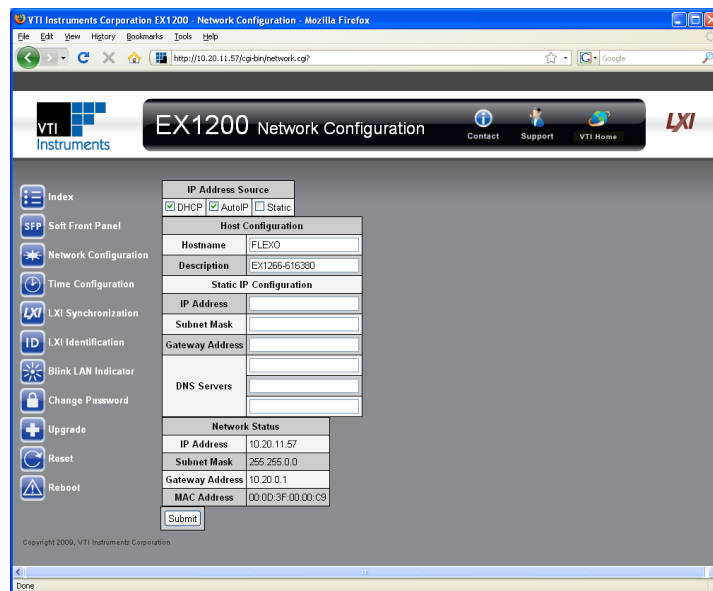 VTI Instruments Corporation EX1200 - Network Configuration - Mozilla Firefox
File Edit View History Bookmarks Tools Help
http://10.20.11.57/cgi-bin/network.cgi?
Google
VTI
Instruments
EX1200 Network Configuration
Contact
Support
VTI Home
LXI
Index
SFP Soft Front Panel
Network Configuration
Time Configuration
LXI LXI Synchronization
ID LXI Identification
Blink LAN Indicator
Change Password
Upgrade
Reset
Reboot
IP Address Source
DHCP AutoIP Static
Host Configuration
Hostname FLEXO
Description EX1266-616380
Static IP Configuration
IP Address
Subnet Mask
Gateway Address
DNS Servers
Network Status
IP Address 10.20.11.57
Subnet Mask 255.255.0.0
Gateway Address 10.20.0.1
MAC Address 00:0D:3F:00:00:C9
Submit
Copyright 2009, VTI Instruments Corporation
Done